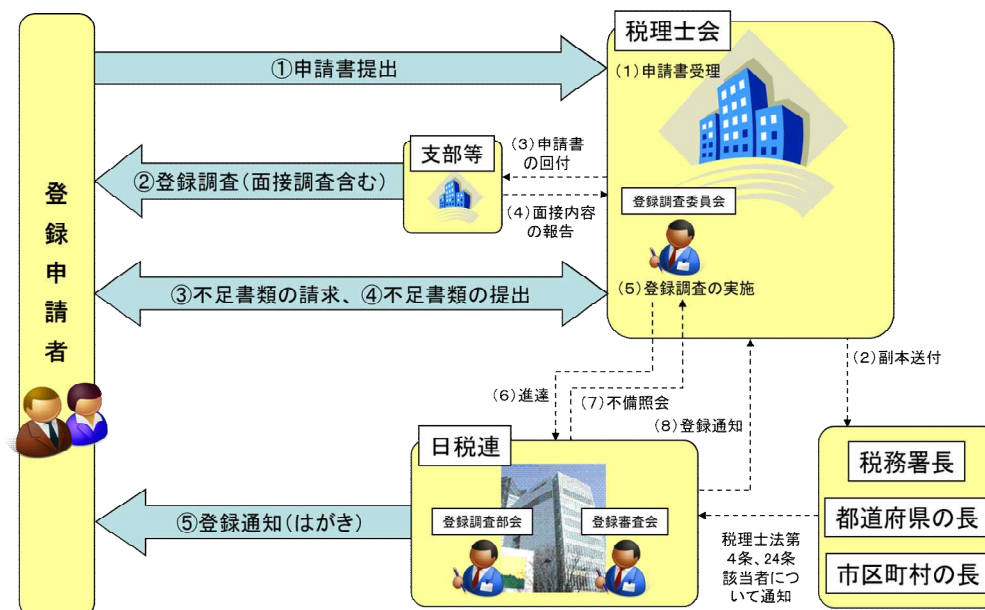 登録申請者
①申請書提出
税理士会
(1)申請書受理
支部等
(3)申請書
の回付
②登録調査(面接調査含む)
(4)面接内容
の報告
登録調査委員会
③不足書類の請求、④不足書類の提出
(5)登録調査の実施
(2)副本送付
(6)進達
(7)不備照会
(8)登録通知
日税連
税務署長
⑤登録通知(はがき)
登録調査部会
登録審査会
都道府県の長
税理士法第
4条、24条
該当者につ
いて通知
市区町村の長